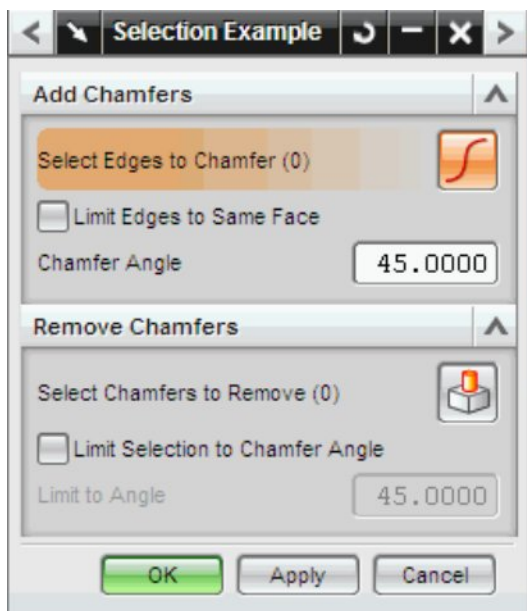 Selection Example
Add Chamfers
Select Edges to Chamfer (0)
Limit Edges to Same Face
Chamfer Angle 45.0000
Remove Chamfers
Select Chamfers to Remove (0)
Limit Selection to Chamfer Angle
Limit to Angle 45.0000
OK Apply Cancel